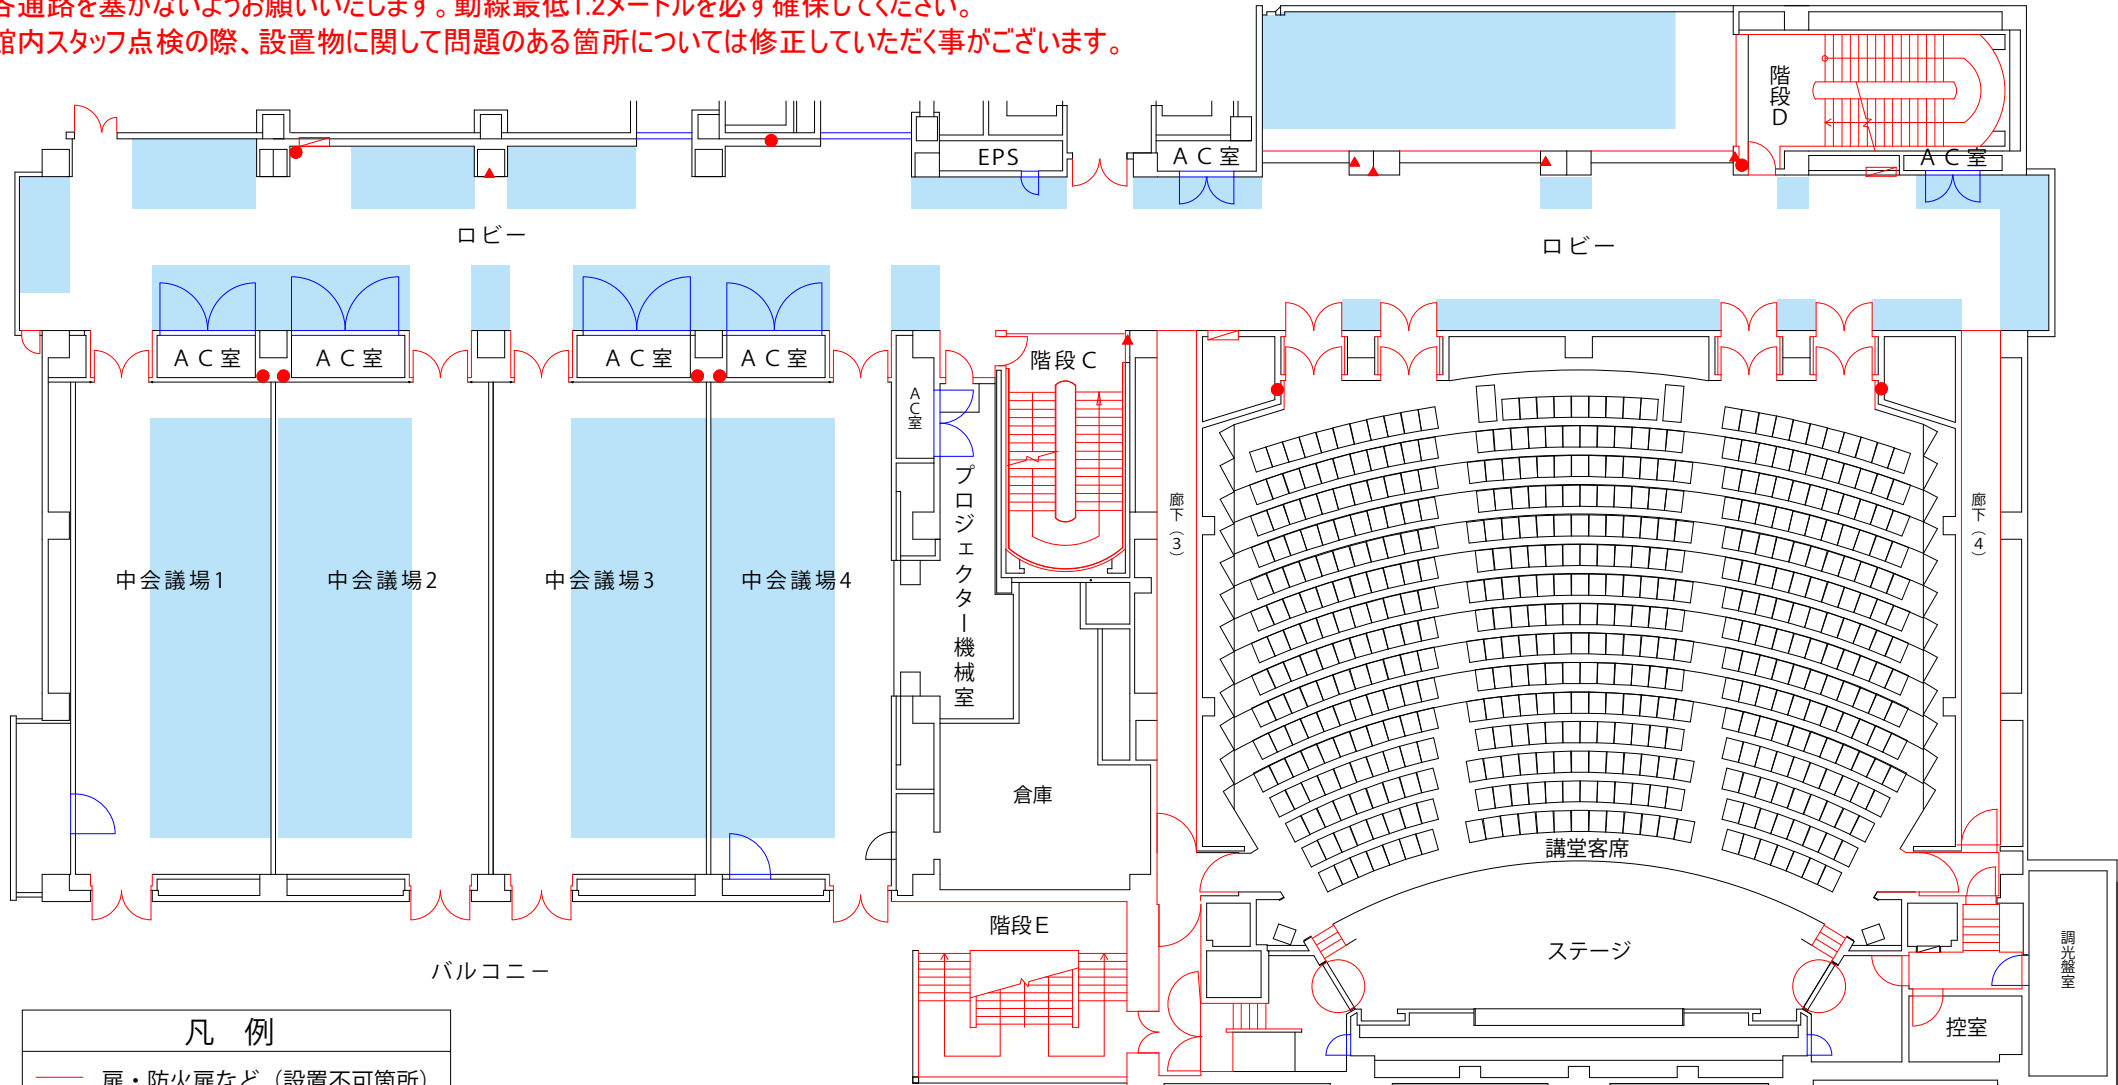 各通路を塞がないようお願いいたします。動線最低1.2メートルを必ず確保してください。
館内スタッフ点検の際、設置物に関して問題のある箇所については修正していただく事がございます。
階段D
EPS
AC室
AC室
ロビー
ロビー
AC室
AC室
AC室
AC室
階段C
AC室
プロジェクター機械室
廊下(3)
廊下(4)
中会議場1
中会議場2
中会議場3
中会議場4
倉庫
講堂客席
階段E
ステージ
調光盤室
バルコニー
控室
凡 例
扉・防火扉など(設置不可箇所)